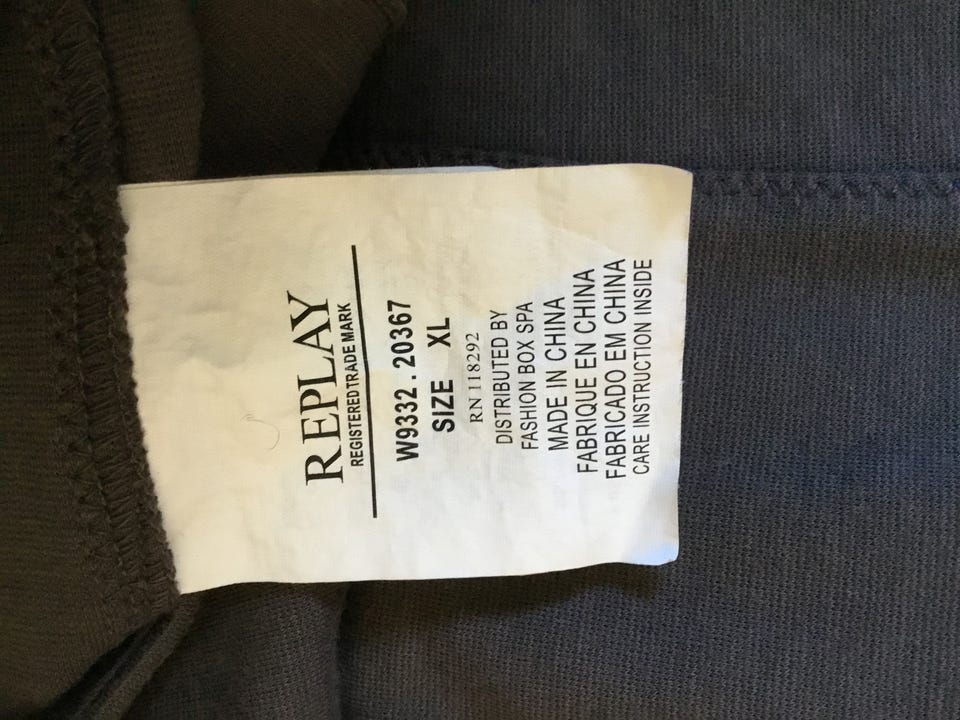 REPLAY
REGISTERED TRADE MARK
W9332.20367
SIZE XL
RN 118292
DISTRIBUTED BY
FASHION BOX SPA
MADE IN CHINA
FABRIQUE EN CHINA
FABRICADO EM CHINA
CARE INSTRUCTION INSIDE